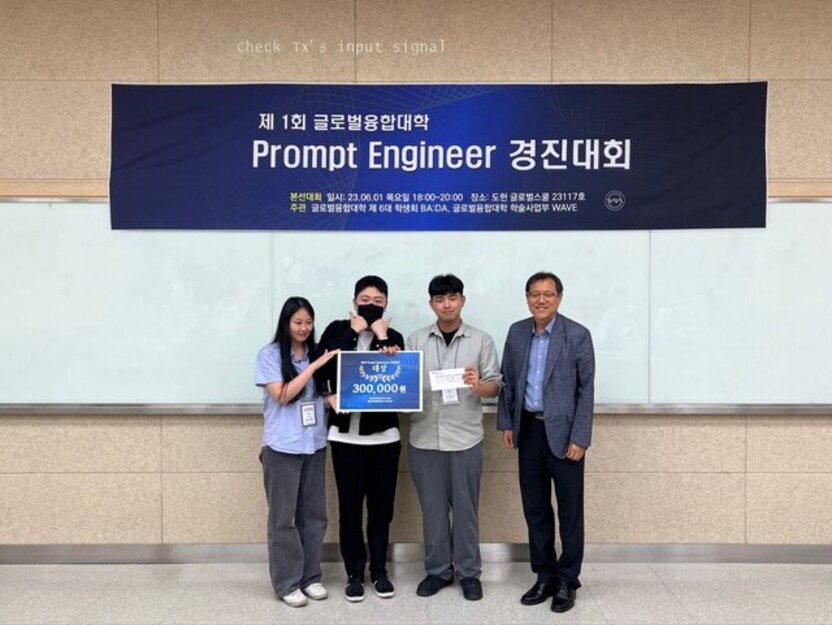 Check Tx's input signal
제 1회 글로벌융합대학
Prompt Engineer 경진대회
본선대회 일시: 23.06.01 목요일 18:00~20:00 장소: 도헌 글로벌스쿨 23117호
주관 글로벌융합대학 제 6대 학생회 BA:DA, 글로벌융합대학 학술사업부 WAVE
대상
300,000원